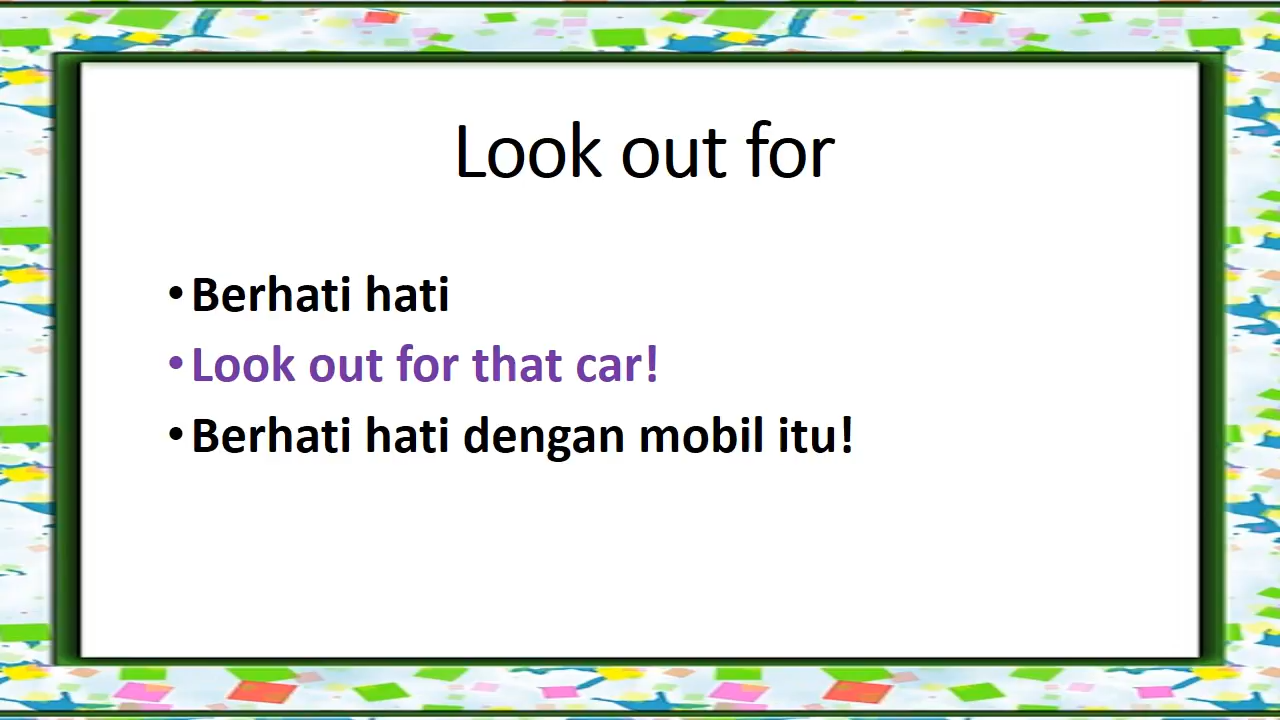 Look out for
•Berhati hati
•Look out for that car!
•Berhati hati dengan mobil itu!